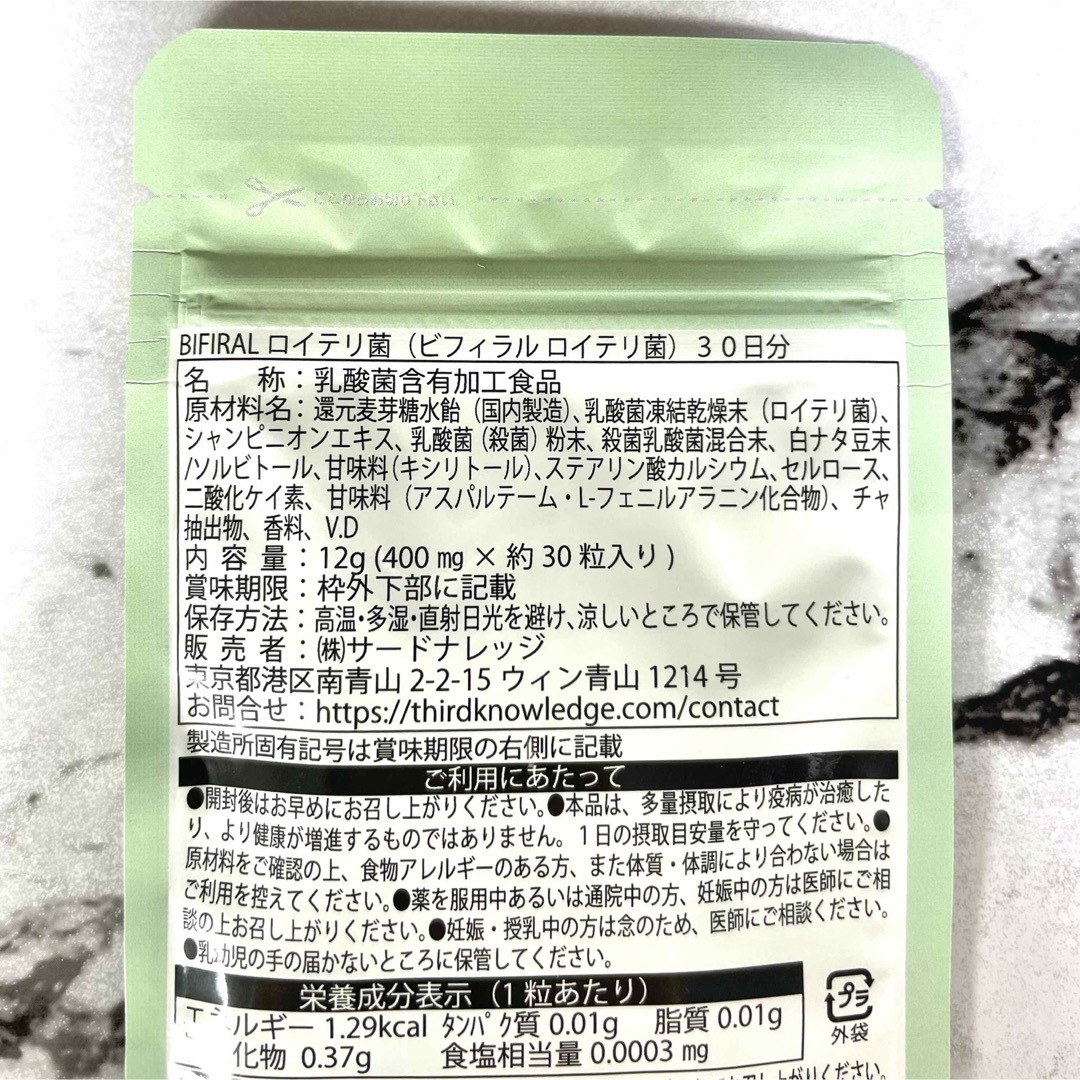 ここからお切り下さい
BIFIRAL ロイテリ菌（ビフィラル ロイテリ菌）３０日分
名　称：乳酸菌含有加工食品
原材料名：還元麦芽糖水飴（国内製造）、乳酸菌凍結乾燥末（ロイテリ菌）、
シャンピニオンエキス、乳酸菌（殺菌）粉末、殺菌乳酸菌混合末、白ナタ豆末
/ソルビトール、甘味料（キシリトール）、ステアリン酸カルシウム、セルロース、
二酸化ケイ素、甘味料（アスパルテーム・L-フェニルアラニン化合物）、チャ
抽出物、香料、V.D
内容量：12g (400 mg × 約 30 粒入り )
賞味期限：枠外下部に記載
保存方法：高温・多湿・直射日光を避け、涼しいところで保管してください。
販売者：㈱サードナレッジ
東京都港区南青山 2-2-15 ウィン青山 1214 号
お問合せ：https://thirdknowledge.com/contact
製造所固有記号は賞味期限の右側に記載
ご利用にあたって
●開封後はお早めにお召し上がりください。●本品は、多量摂取により疾病が治癒した
り、より健康が増進するものではありません。１日の摂取目安量を守ってください。●
原材料をご確認の上、食物アレルギーのある方、また体質・体調により合わない場合は
ご利用を控えてください。●薬を服用中あるいは通院中の方、妊娠中の方は医師にご相
談の上お召し上がりください。●妊娠・授乳中の方は念のため、医師にご相談ください。
●乳幼児の手の届かないところに保管してください。
栄養成分表示（1 粒あたり）
エネルギー 1.29kcal ﾀﾝﾊﾟｸ質 0.01g 脂質 0.01g
化物 0.37g 食塩相当量 0.0003 mg
プラ
外袋